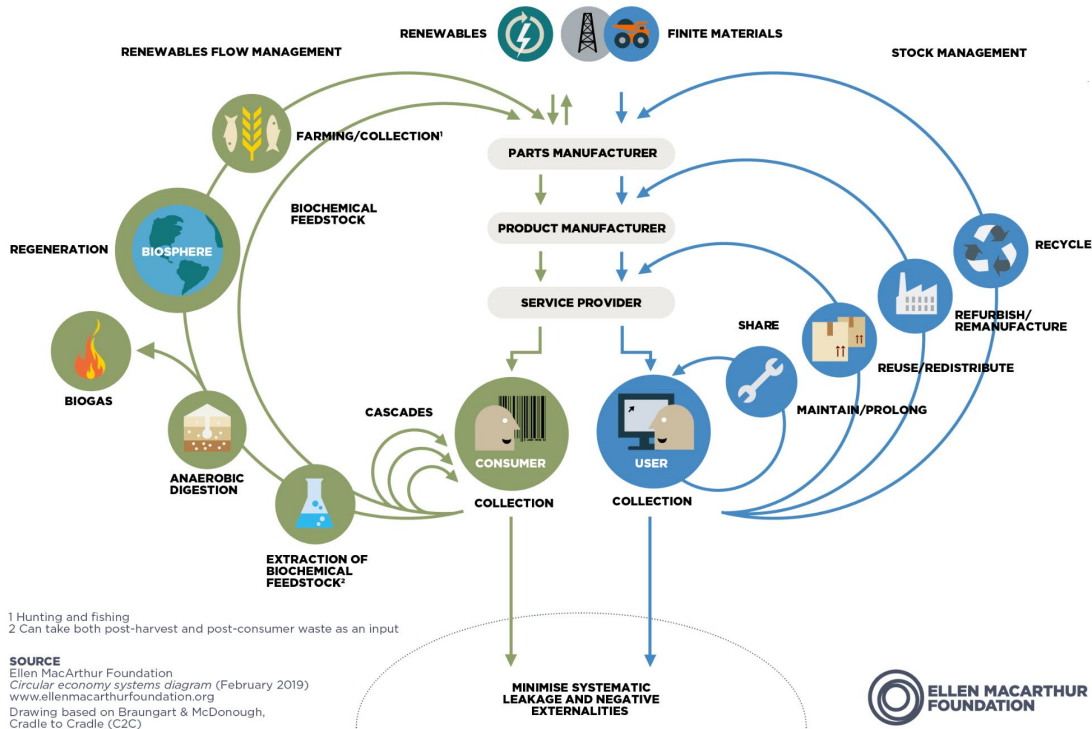 RENEWABLES
FINITE MATERIALS
RENEWABLES FLOW MANAGEMENT
STOCK MANAGEMENT
FARMING/COLLECTION¹
PARTS MANUFACTURER
BIOCHEMICAL
FEEDSTOCK
PRODUCT MANUFACTURER
REGENERATION
BIOSPHERE
RECYCLE
SERVICE PROVIDER
REFURBISH/
REMANUFACTURE
SHARE
REUSE/REDISTRIBUTE
BIOGAS
MAINTAIN/PROLONG
CASCADES
CONSUMER
USER
ANAEROBIC
DIGESTION
COLLECTION
COLLECTION
EXTRACTION OF
BIOCHEMICAL
FEEDSTOCK²
1 Hunting and fishing
2 Can take both post-harvest and post-consumer waste as an input
SOURCE
Ellen MacArthur Foundation
Circular economy systems diagram (February 2019)
www.ellenmacarthurfoundation.org
Drawing based on Braungart & McDonough,
Cradle to Cradle (C2C)
MINIMISE SYSTEMATIC
LEAKAGE AND NEGATIVE
EXTERNALITIES
ELLEN MACARTHUR
FOUNDATION